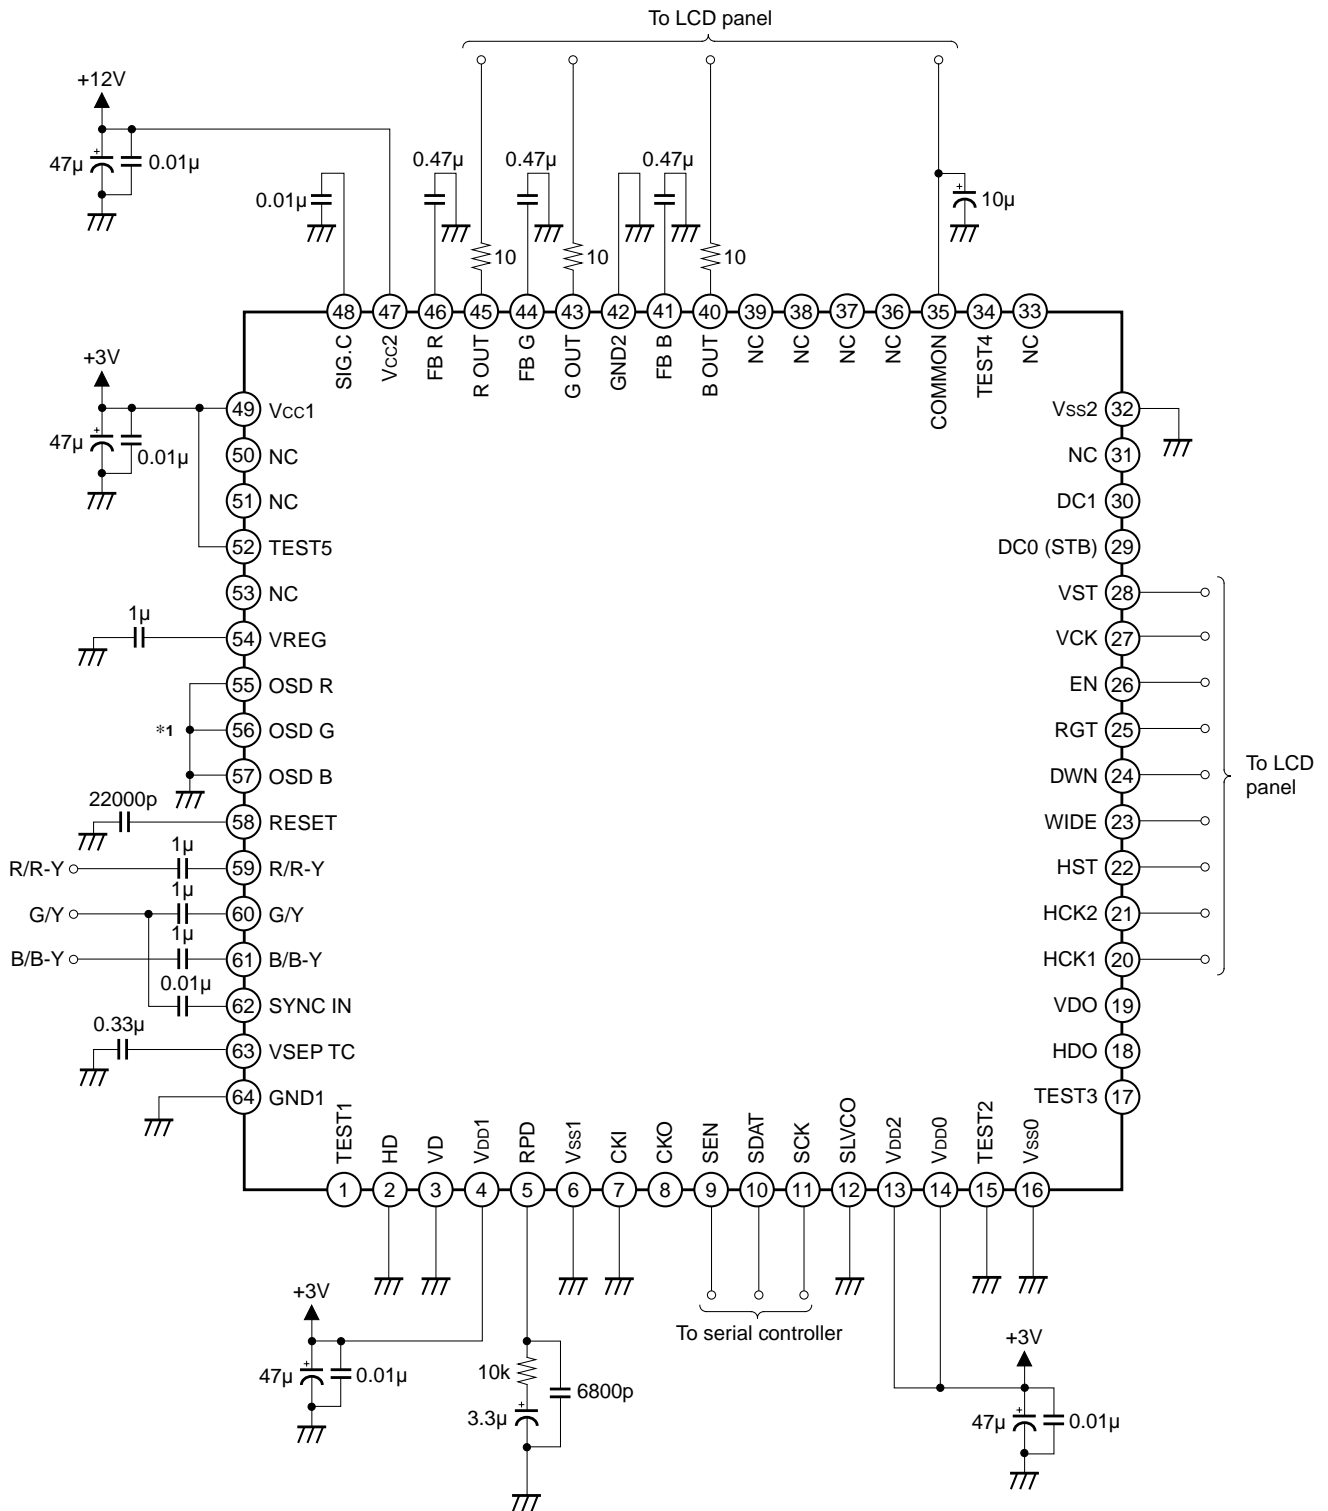 To LCD panel
+12V
47µ
+
0.01µ
0.01µ
0.47µ
10
0.47µ
10
0.47µ
10
+
10µ
48 47 46 45 44 43 42 41 40 39 38 37 36 35 34 33
SIG.C
VCC2
FB R
R OUT
FB G
G OUT
GND2
FB B
B OUT
NC
NC
NC
NC
COMMON
TEST4
NC
+3V
47µ
+
0.01µ
49 VCC1
50 NC
51 NC
52 TEST5
53 NC
1µ
54 VREG
55 OSD R
*1
56 OSD G
57 OSD B
22000p
58 RESET
R/R-Y
1µ
59 R/R-Y
G/Y
1µ
60 G/Y
B/B-Y
1µ
61 B/B-Y
0.01µ
62 SYNC IN
0.33µ
63 VSEP TC
64 GND1
VSS2 32
NC 31
DC1 30
DC0 (STB) 29
VST 28
VCK 27
EN 26
RGT 25
DWN 24
WIDE 23
HST 22
HCK2 21
HCK1 20
VDO 19
HDO 18
TEST3 17
To LCD
panel
TEST1
HD
VD
VDD1
RPD
VSS1
CKI
CKO
SEN
SDAT
SCK
SLVCO
VDD2
VDD0
TEST2
VSS0
1 2 3 4 5 6 7 8 9 10 11 12 13 14 15 16
+3V
47µ
+
0.01µ
10k
+
3.3µ
6800p
To serial controller
+3V
47µ
+
0.01µ